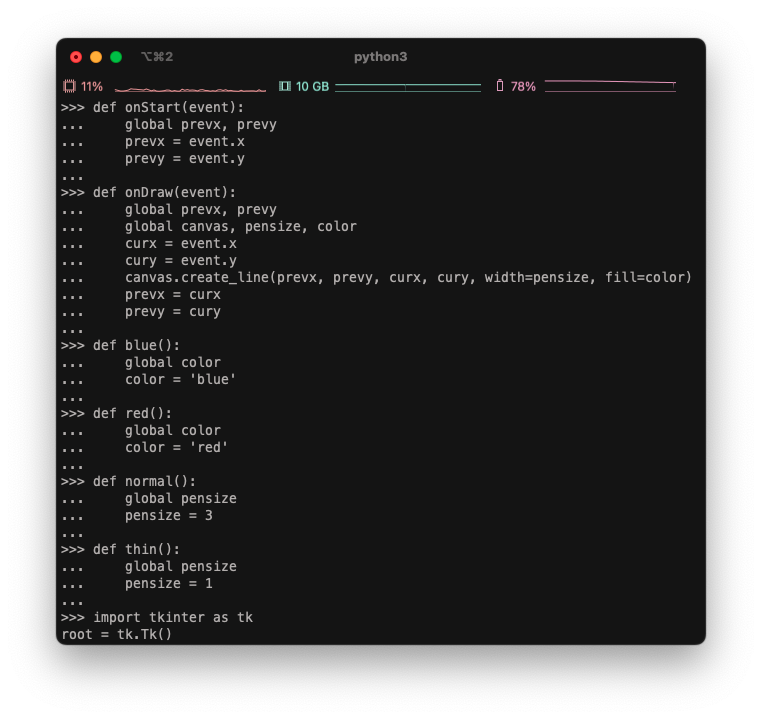 ⌥⌘2 python3
11% 10 GB 78%
>>> def onStart(event):
...     global prevx, prevy
...     prevx = event.x
...     prevy = event.y
...
>>> def onDraw(event):
...     global prevx, prevy
...     global canvas, pensize, color
...     curx = event.x
...     cury = event.y
...     canvas.create_line(prevx, prevy, curx, cury, width=pensize, fill=color)
...     prevx = curx
...     prevy = cury
...
>>> def blue():
...     global color
...     color = 'blue'
...
>>> def red():
...     global color
...     color = 'red'
...
>>> def normal():
...     global pensize
...     pensize = 3
...
>>> def thin():
...     global pensize
...     pensize = 1
...
>>> import tkinter as tk
root = tk.Tk()